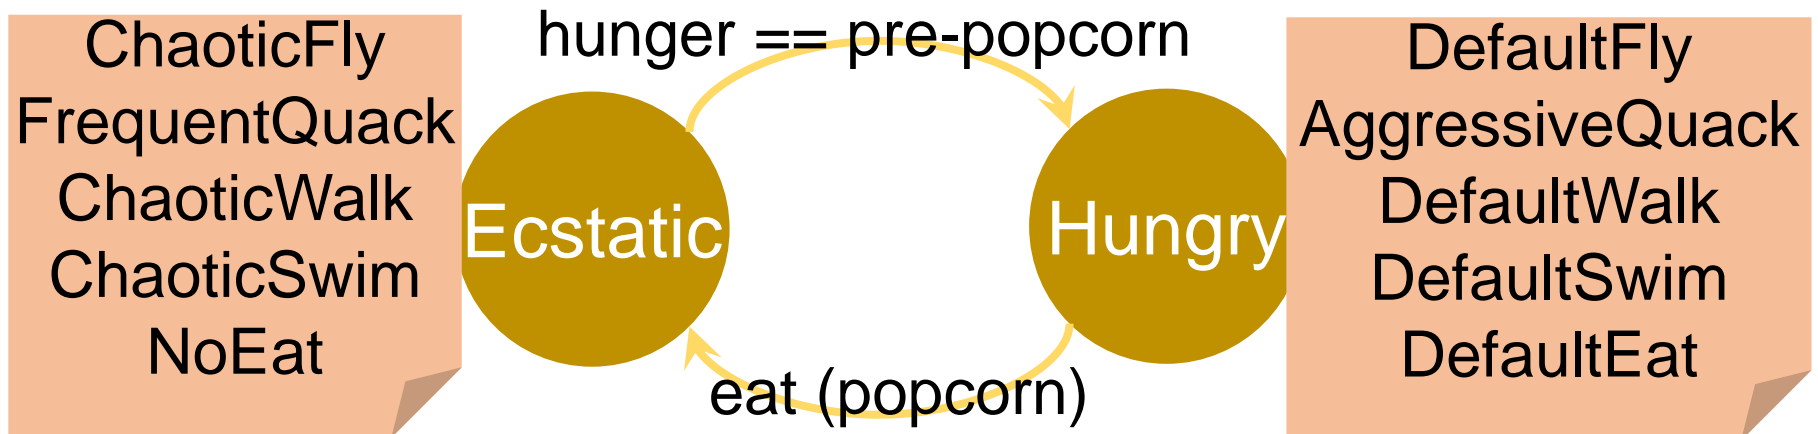 ChaoticFly
FrequentQuack
ChaoticWalk
ChaoticSwim
NoEat
hunger == pre-popcorn
Ecstatic
Hungry
eat (popcorn)
DefaultFly
AggressiveQuack
DefaultWalk
DefaultSwim
DefaultEat